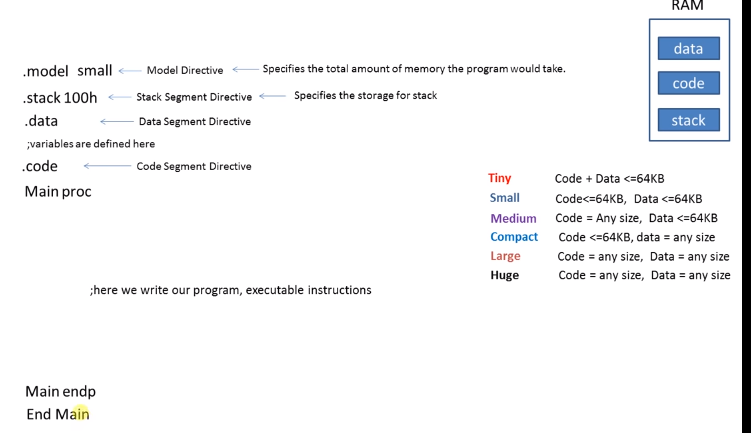 RAM
data
code
stack
.model small Model Directive Specifies the total amount of memory the program would take.
.stack 100h Stack Segment Directive Specifies the storage for stack
.data Data Segment Directive
;variables are defined here
.code Code Segment Directive
Main proc
Tiny Code + Data <=64KB
Small Code<=64KB, Data <=64KB
Medium Code = Any size, Data <=64KB
Compact Code <=64KB, data = any size
Large Code = any size, Data = any size
Huge Code = any size, Data = any size
;here we write our program, executable instructions
Main endp
End Main